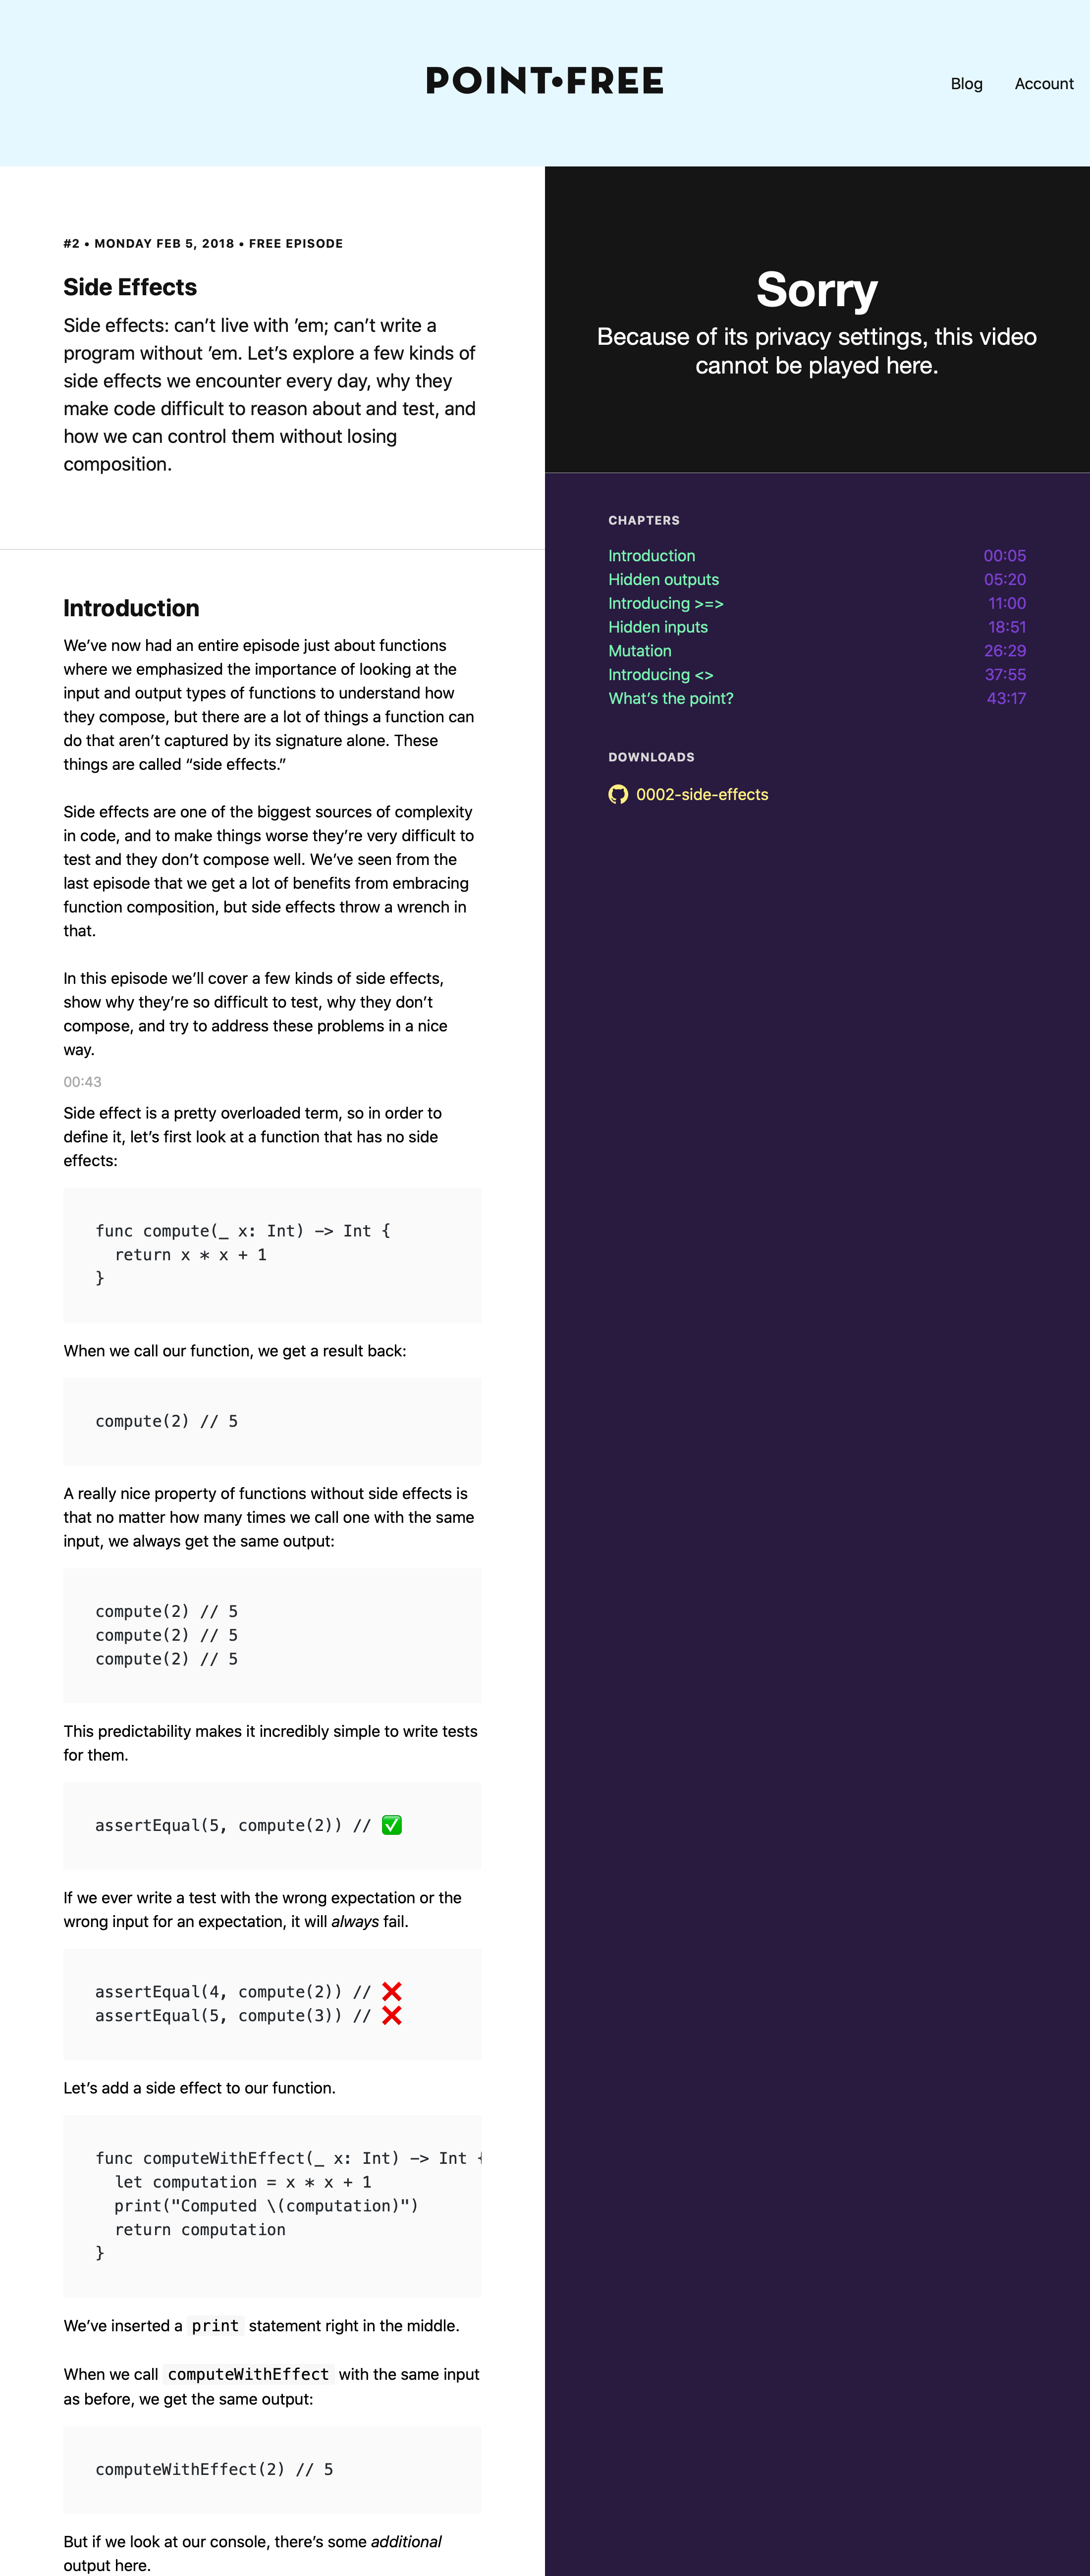 POINT•FREE
Blog
Account
#2 • MONDAY FEB 5, 2018 • FREE EPISODE
Side Effects
Side effects: can’t live with ’em; can’t write a
program without ’em. Let’s explore a few kinds of
side effects we encounter every day, why they
make code difficult to reason about and test, and
how we can control them without losing
composition.
Introduction
We’ve now had an entire episode just about functions
where we emphasized the importance of looking at the
input and output types of functions to understand how
they compose, but there are a lot of things a function can
do that aren’t captured by its signature alone. These
things are called “side effects.”
Side effects are one of the biggest sources of complexity
in code, and to make things worse they’re very difficult to
test and they don’t compose well. We’ve seen from the
last episode that we get a lot of benefits from embracing
function composition, but side effects throw a wrench in
that.
In this episode we’ll cover a few kinds of side effects,
show why they’re so difficult to test, why they don’t
compose, and try to address these problems in a nice
way.
00:43
Side effect is a pretty overloaded term, so in order to
define it, let’s first look at a function that has no side
effects:
func compute(_ x: Int) -> Int {
  return x * x + 1
}
When we call our function, we get a result back:
compute(2) // 5
A really nice property of functions without side effects is
that no matter how many times we call one with the same
input, we always get the same output:
compute(2) // 5
compute(2) // 5
compute(2) // 5
This predictability makes it incredibly simple to write tests
for them.
assertEqual(5, compute(2)) // ✅
If we ever write a test with the wrong expectation or the
wrong input for an expectation, it will always fail.
assertEqual(4, compute(2)) // ❌
assertEqual(5, compute(3)) // ❌
Let’s add a side effect to our function.
func computeWithEffect(_ x: Int) -> Int {
  let computation = x * x + 1
  print("Computed \(computation)")
  return computation
}
We’ve inserted a print statement right in the middle.
When we call computeWithEffect with the same input
as before, we get the same output:
computeWithEffect(2) // 5
But if we look at our console, there’s some additional
output here.
Sorry
Because of its privacy settings, this video
cannot be played here.
CHAPTERS
Introduction 00:05
Hidden outputs 05:20
Introducing >=> 11:00
Hidden inputs 18:51
Mutation 26:29
Introducing <> 37:55
What’s the point? 43:17
DOWNLOADS
0002-side-effects